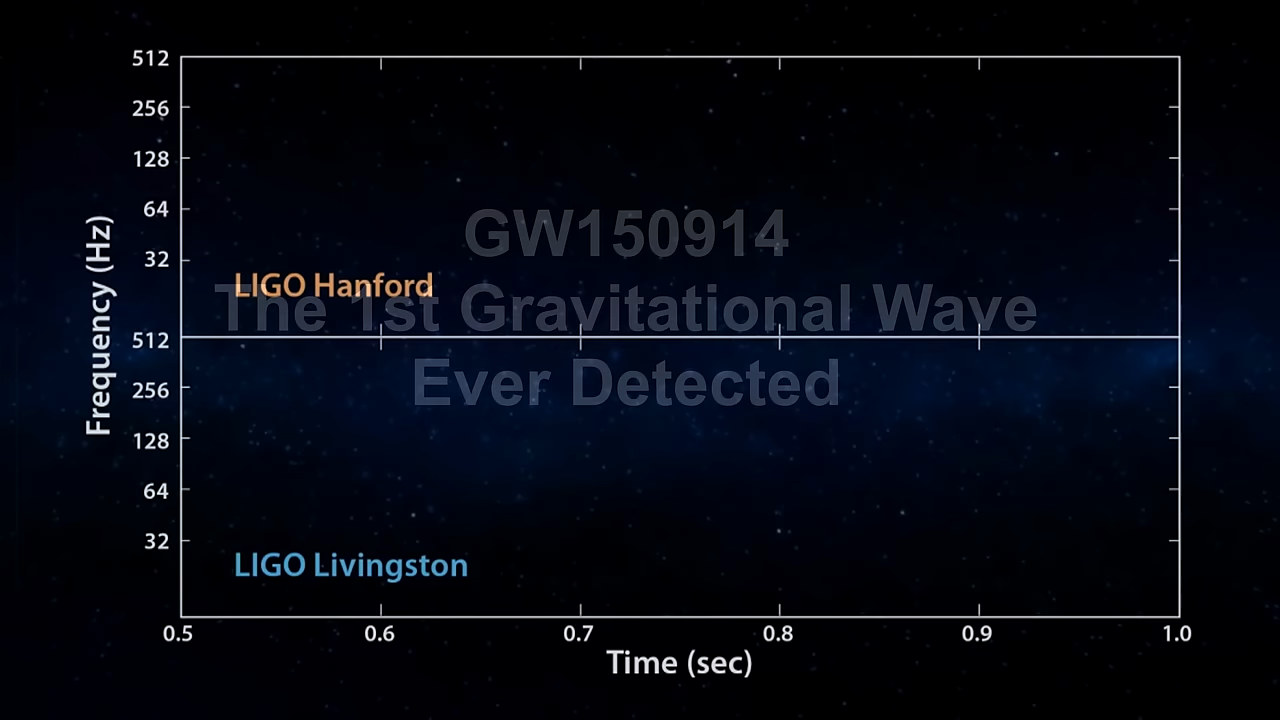 512
256
128
64
32
GW150914
LIGO Hanford
The 1st Gravitational Wave
Ever Detected
Frequency (Hz)
512
256
128
64
32
LIGO Livingston
0.5 0.6 0.7 0.8 0.9 1.0
Time (sec)